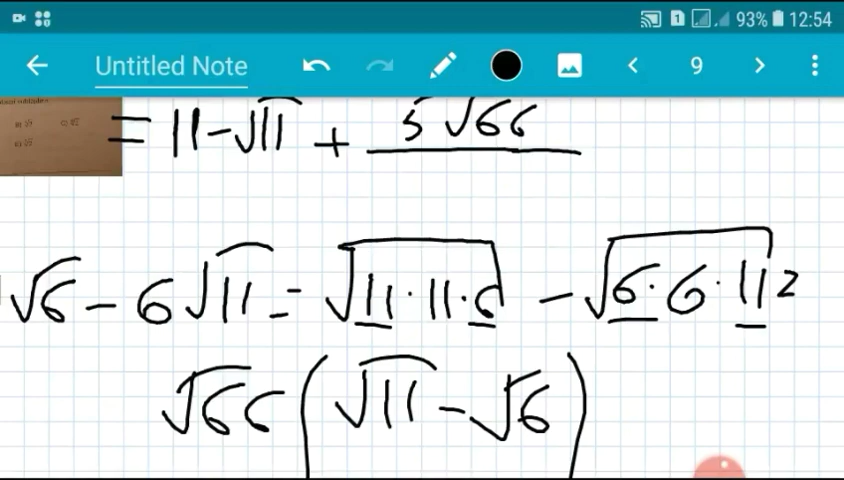 93% 12:54
Untitled Note 9
= 11 - √11 + 5√66
√6 - 6√11 = √11·11·6 - √6·6·11 2
√66 (√11 - √6)